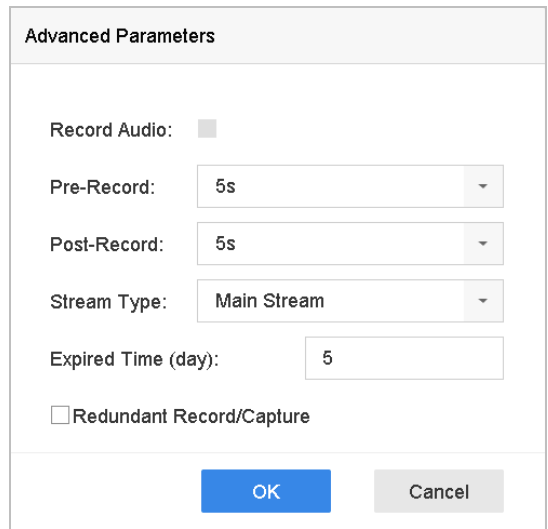 Advanced Parameters
Record Audio:
Pre-Record: 5s
Post-Record: 5s
Stream Type: Main Stream
Expired Time (day): 5
Redundant Record/Capture
OK Cancel